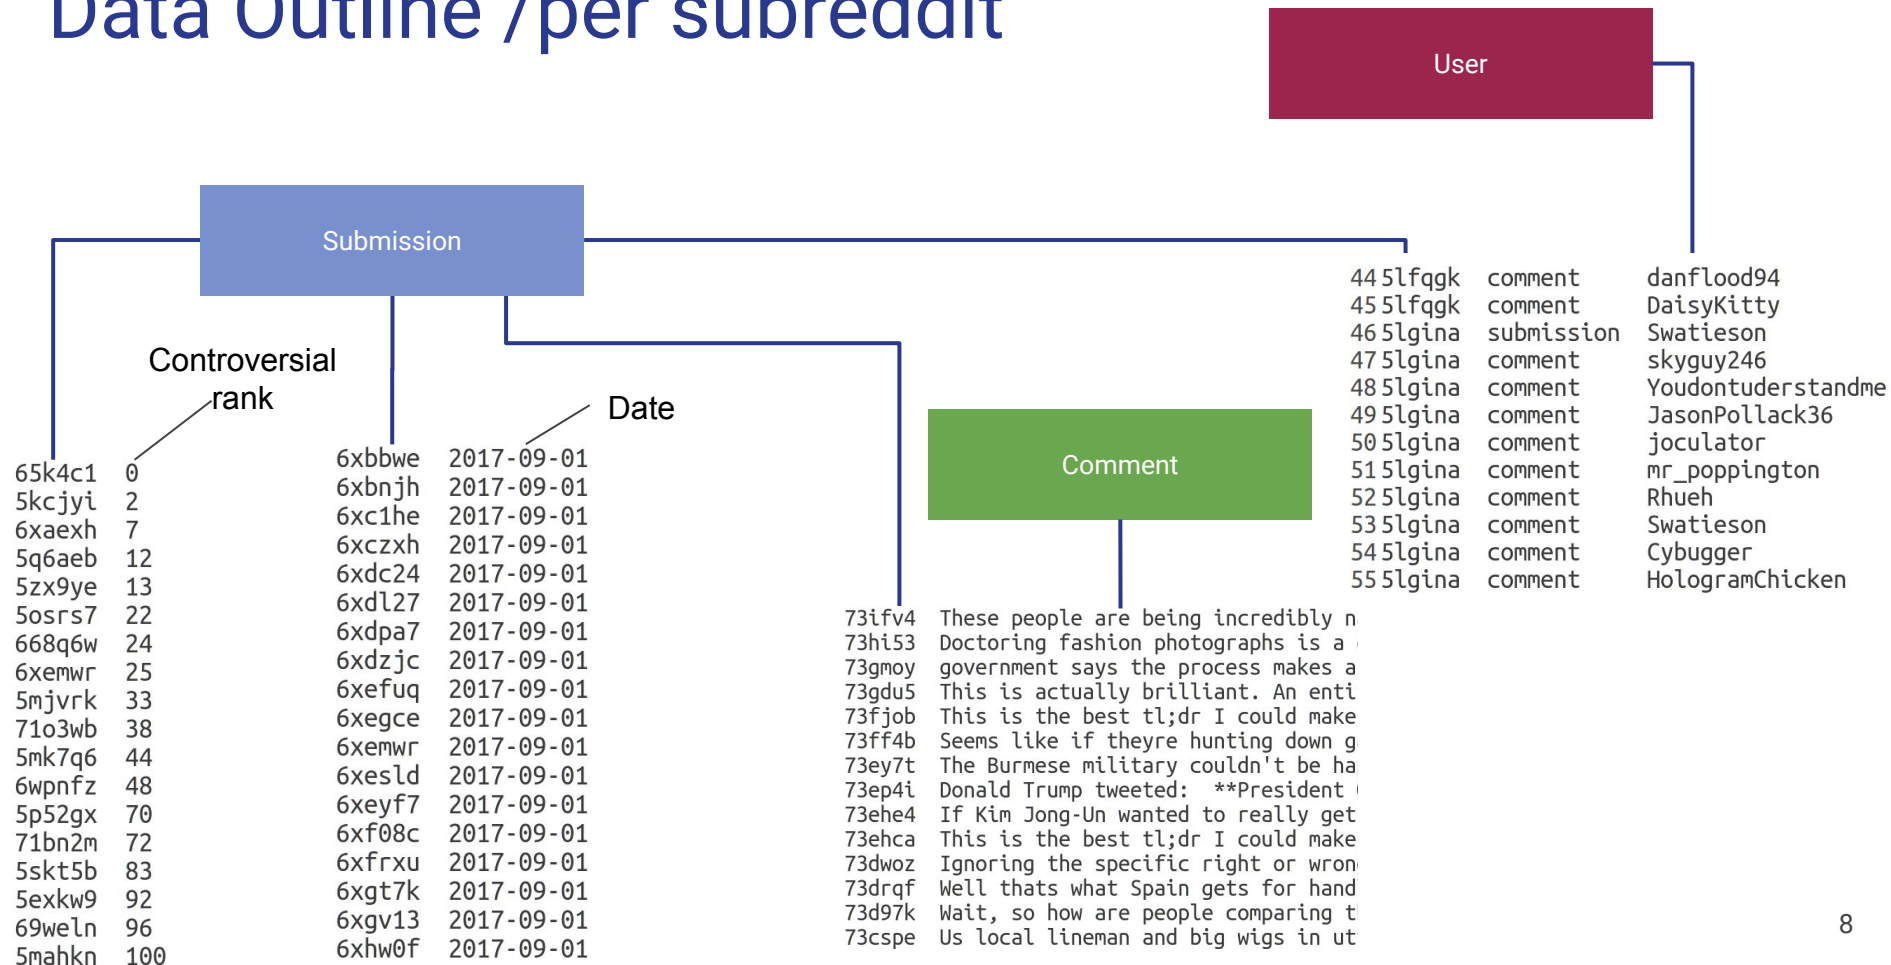 Data Outline /per subreddit
User
Submission
Controversial
rank
Date
Comment
65k4c1 0
5kcjyi 2
6xaexh 7
5q6aeb 12
5zx9ye 13
5osrs7 22
668q6w 24
6xemwr 25
5mjvrk 33
71o3wb 38
5mk7q6 44
6wpnfz 48
5p52gx 70
71bn2m 72
5skt5b 83
5exkw9 92
69weln 96
5mahkn 100
6xbbwe 2017-09-01
6xbnjh 2017-09-01
6xc1he 2017-09-01
6xczxh 2017-09-01
6xdc24 2017-09-01
6xdl27 2017-09-01
6xdpa7 2017-09-01
6xdzjc 2017-09-01
6xefuq 2017-09-01
6xegce 2017-09-01
6xemwr 2017-09-01
6xesld 2017-09-01
6xeyf7 2017-09-01
6xf08c 2017-09-01
6xfrxu 2017-09-01
6xgt7k 2017-09-01
6xgv13 2017-09-01
6xhw0f 2017-09-01
73ifv4 These people are being incredibly n
73hi53 Doctoring fashion photographs is a
73gmoy government says the process makes a
73gdu5 This is actually brilliant. An enti
73fjob This is the best tl;dr I could make
73ff4b Seems like if theyre hunting down g
73ey7t The Burmese military couldn't be ha
73ep4i Donald Trump tweeted: **President
73ehe4 If Kim Jong-Un wanted to really get
73ehca This is the best tl;dr I could make
73dwoz Ignoring the specific right or wron
73drqf Well thats what Spain gets for hand
73d97k Wait, so how are people comparing t
73cspe Us local lineman and big wigs in ut
44 5lfqgk comment danflood94
45 5lfqgk comment DaisyKitty
46 5lgina submission Swatieson
47 5lgina comment skyguy246
48 5lgina comment Youdontuderstandme
49 5lgina comment JasonPollack36
50 5lgina comment joculator
51 5lgina comment mr_poppington
52 5lgina comment Rhueh
53 5lgina comment Swatieson
54 5lgina comment Cybugger
55 5lgina comment HologramChicken
8